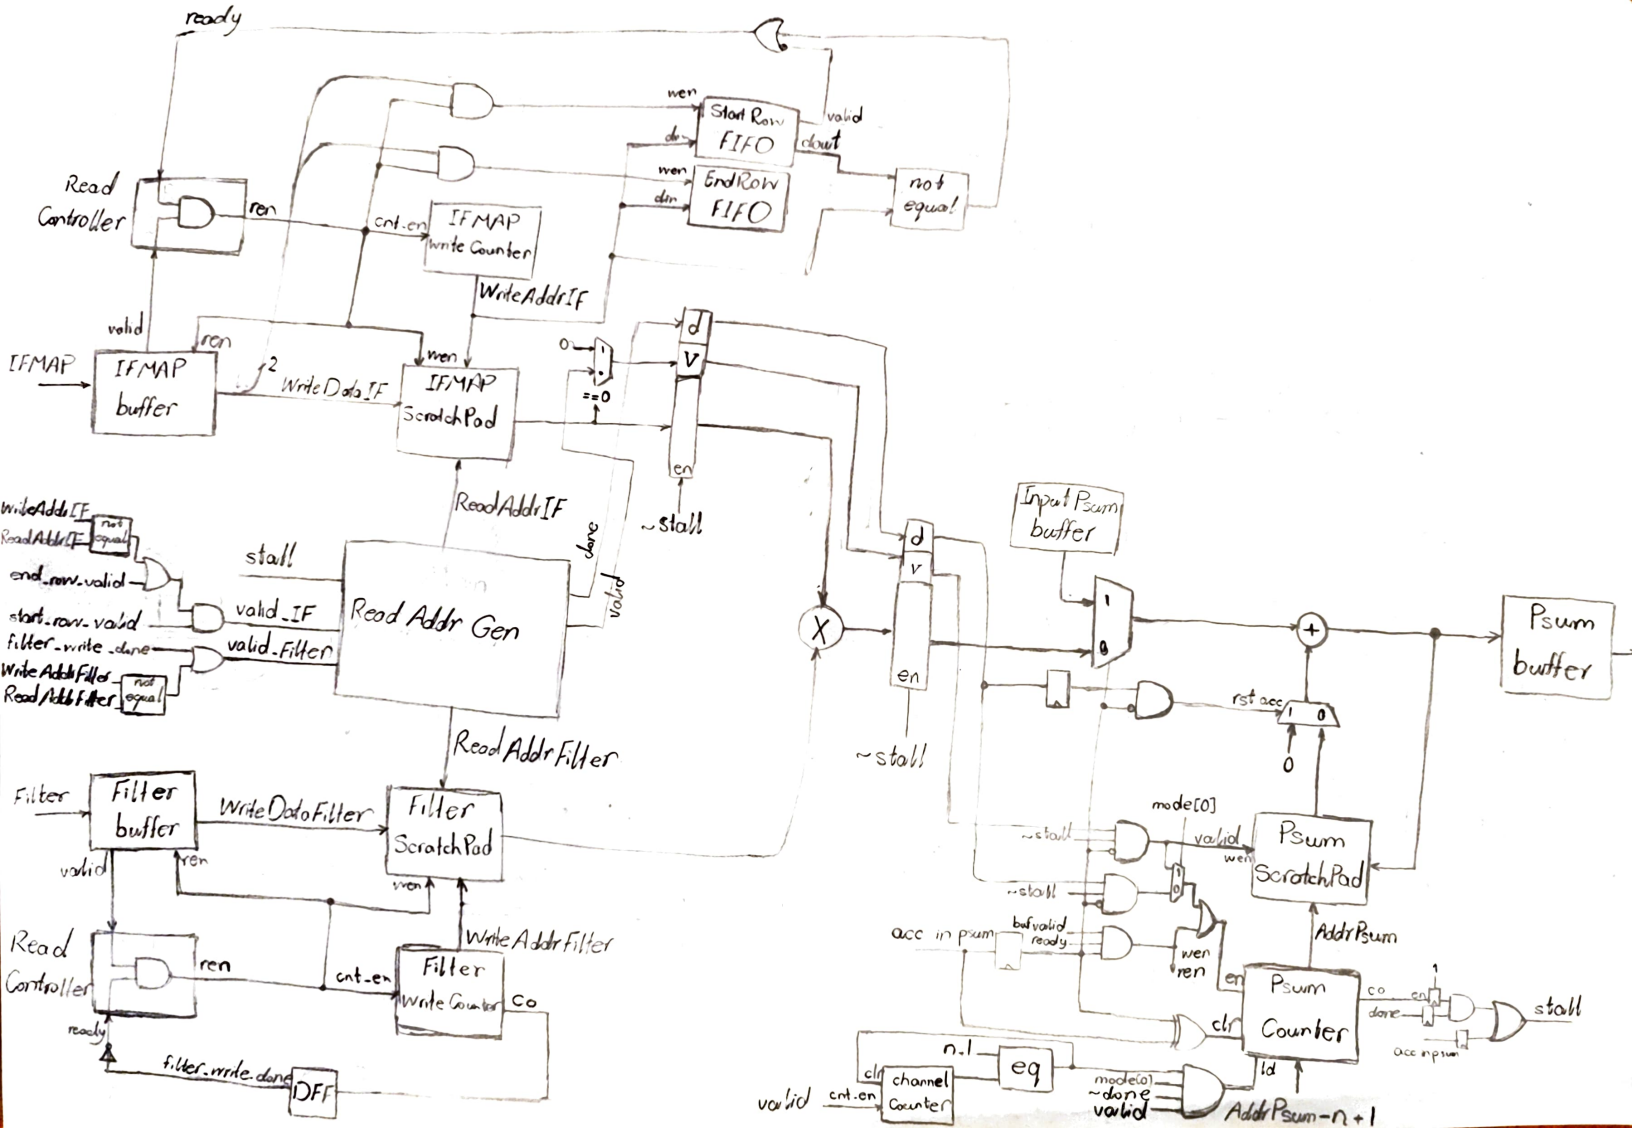 ready
wen
Start Row
FIFO
valid
din
dout
wen
End Row
FIFO
din
not
equal
Read
Controller
ren
cnt_en
IFMAP
Write Counter
WriteAddrIF
valid
ren
wen
IFMAP
IFMAP
buffer
2
WriteDataIF
IFMAP
ScratchPad
0
1
==0
d
V
en
~stall
ReadAddrIF
WriteAddrIF
ReadAddrIF
not
equal
end_row_valid
start_row_valid
filter_write_done
WriteAddrFilter
ReadAddrFilter
not
equal
stall
valid_IF
valid_Filter
Read Addr Gen
done
valid
ReadAddrFilter
d
V
en
~stall
X
Input Psum
buffer
1
0
+
Psum
buffer
rst acc
1 0
0
Filter
Filter
buffer
WriteDataFilter
Filter
ScratchPad
valid
ren
wen
WriteAddrFilter
Read
Controller
ren
cnt_en
Filter
Write Counter
co
ready
filter_write_done
DFF
mode[0]
~stall
valid
wen
Psum
ScratchPad
1
0
~stall
acc in psum
buf valid
ready
wen
ren
AddrPsum
en
Psum
Counter
clr
ld
co
done
1
en
acc in psum
stall
n-1
eq
clr
channel
Counter
valid
cnt_en
mode[0]
~done
valid
AddrPsum-n+1